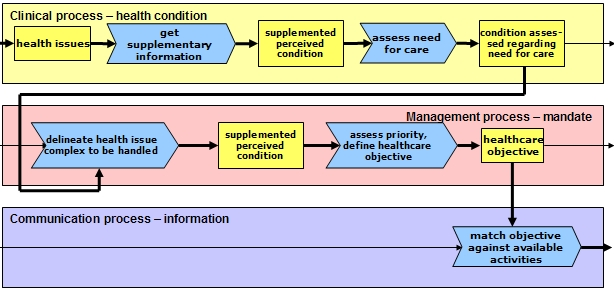 Clinical process – health condition
health issues
get
supplementary
information
supplemented
perceived
condition
assess need
for care
condition asses-
sed regarding
need for care
Management process – mandate
delineate health issue
complex to be handled
supplemented
perceived
condition
assess priority,
define healthcare
objective
healthcare
objective
Communication process – information
match objective
against available
activities